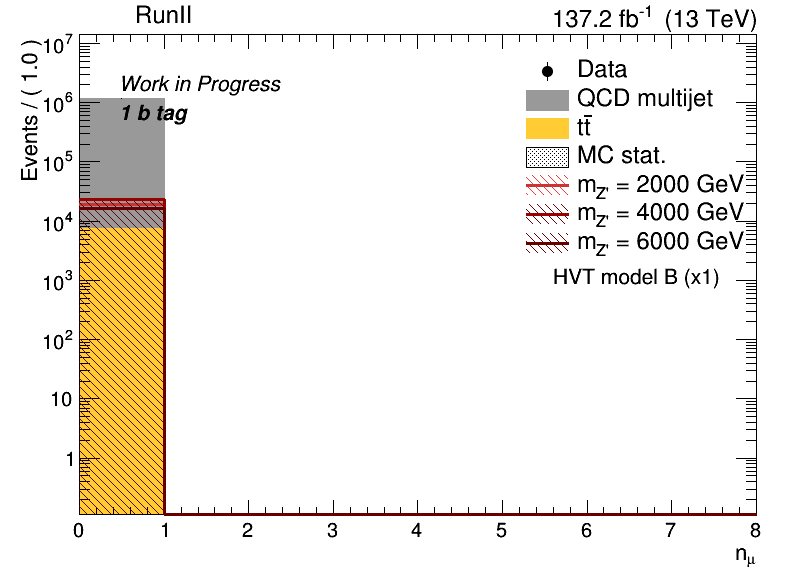 RunII
137.2 fb⁻¹ (13 TeV)
Events / ( 1.0 )
10⁷
10⁶
10⁵
10⁴
10³
10²
10
1
Work in Progress
1 b tag
Data
QCD multijet
tt̄
MC stat.
m_Z' = 2000 GeV
m_Z' = 4000 GeV
m_Z' = 6000 GeV
HVT model B (x1)
0 1 2 3 4 5 6 7 8
n_μ